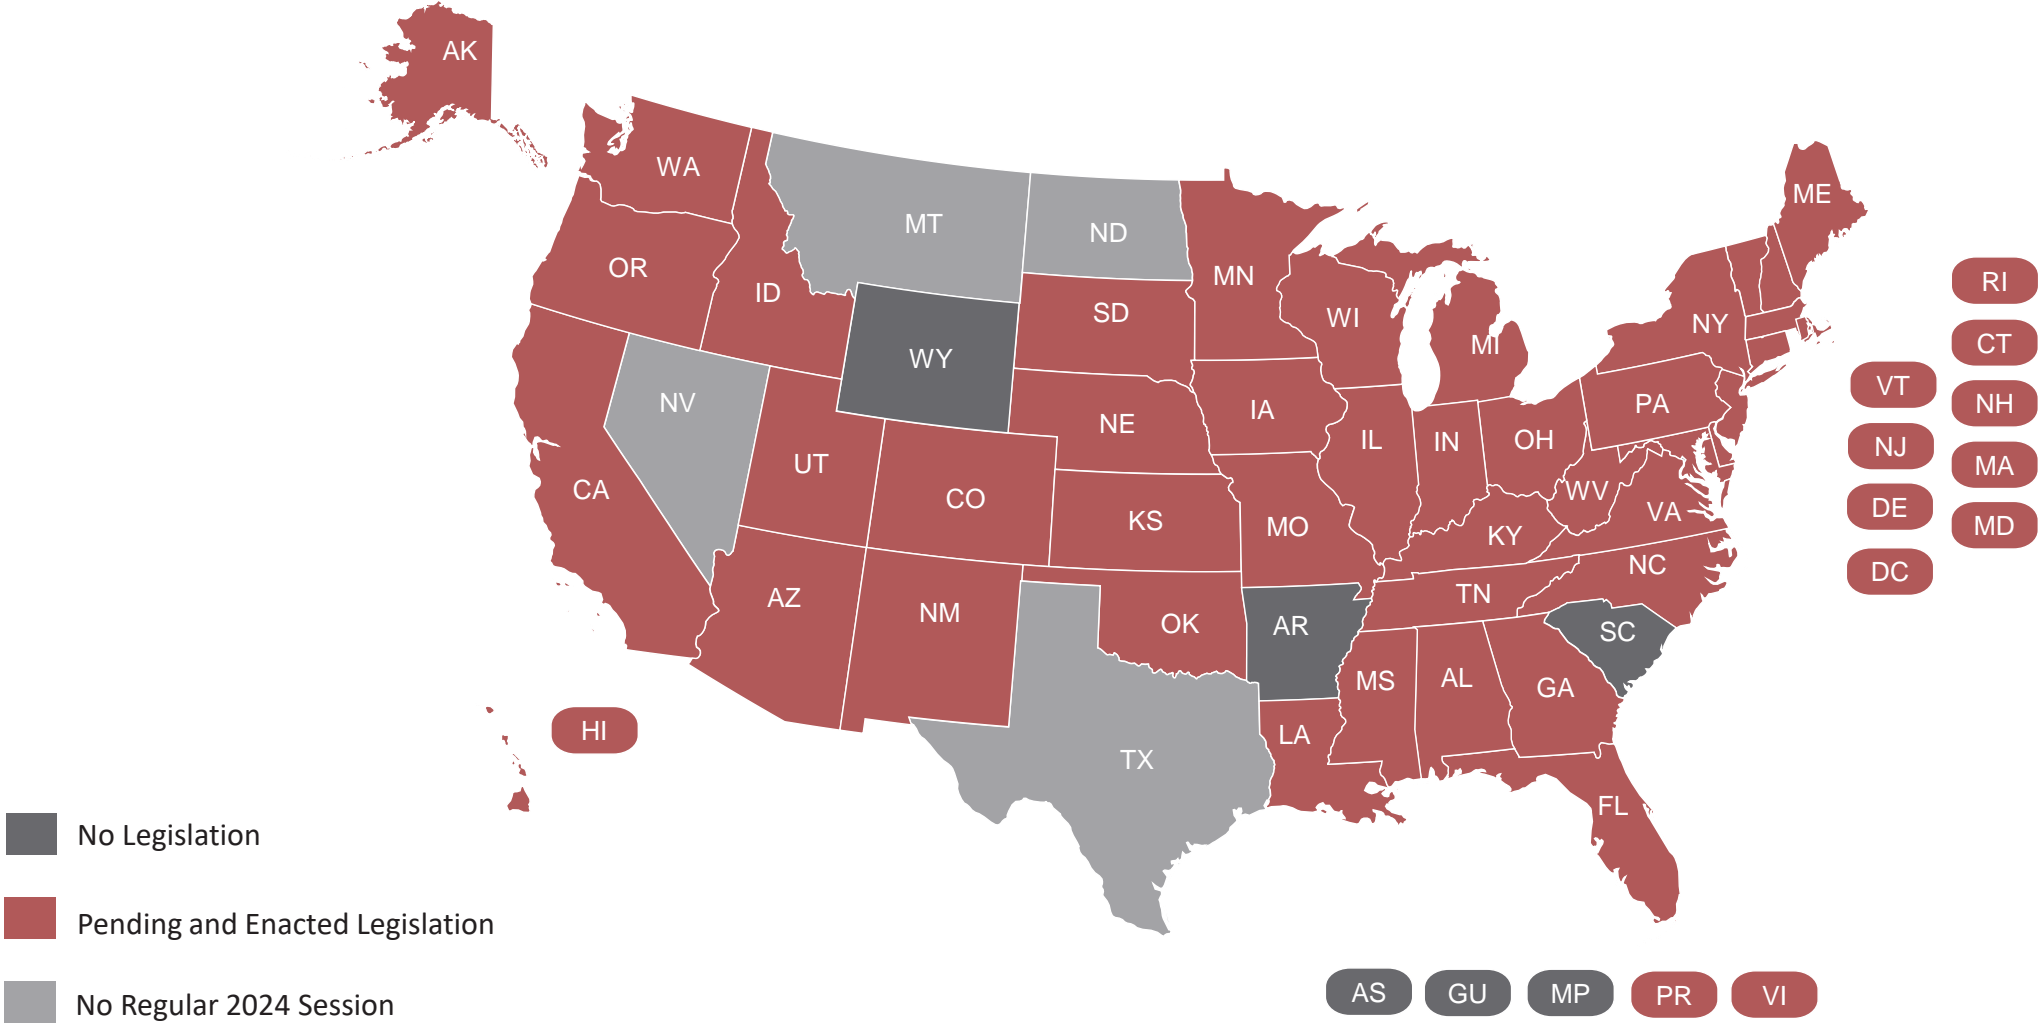 AK
WA
ME
MT
ND
OR
MN
ID
RI
SD
WI
NY
CT
MI
WY
VT
NV
PA
NH
IA
NE
IL
IN
OH
NJ
UT
MA
CA
WV
CO
DE
VA
KS
MO
MD
KY
NC
DC
AZ
TN
NM
OK
AR
SC
MS
AL
GA
HI
LA
TX
FL
No Legislation
Pending and Enacted Legislation
AS
GU
MP
PR
VI
No Regular 2024 Session